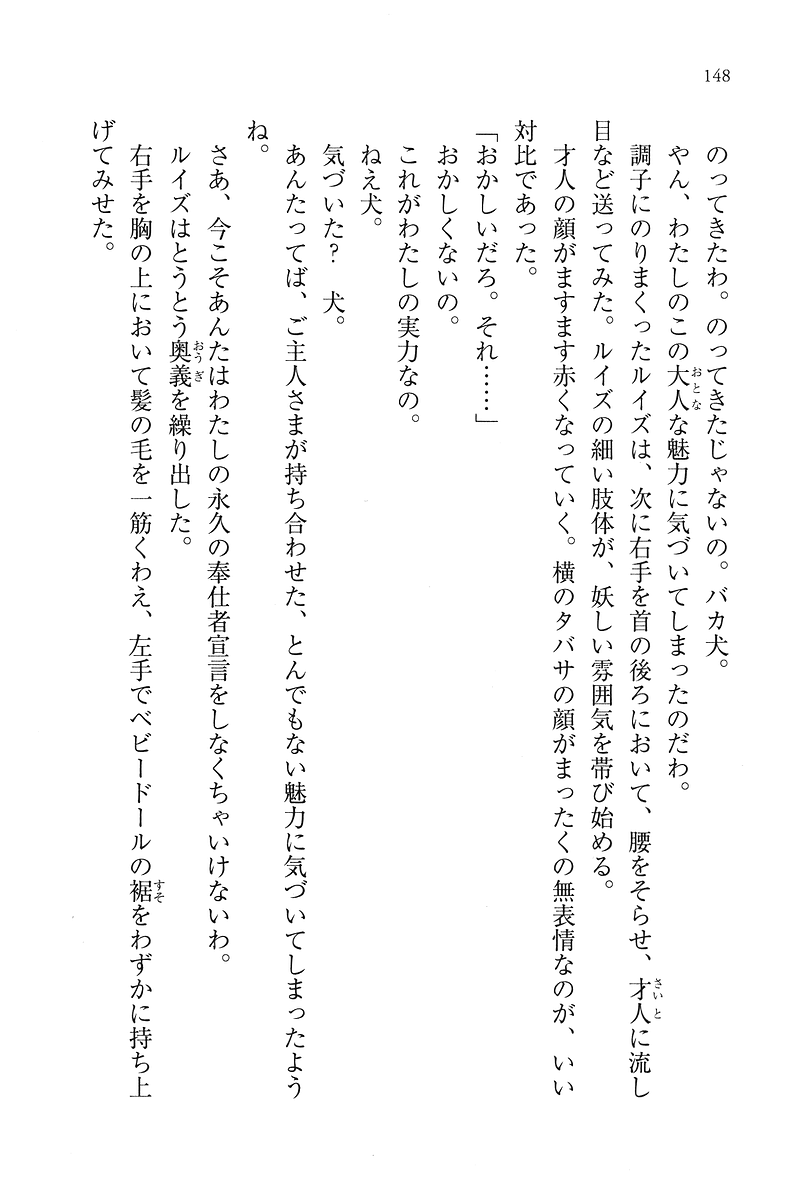 148
のってきたわ。のってきたじゃないの。バカ犬。
やん、わたしのこの大人な魅力に気づいてしまったのだわ。
調子にのりまくったルイズは、次に右手を首の後ろにおいて、腰をそらせ、才人に流し
目など送ってみた。ルイズの細い肢体が、妖しい雰囲気を帯び始める。
才人の顔がますます赤くなっていく。横のタバサの顔がまったくの無表情なのが、いい
対比であった。
「おかしいだろ。それ……」
おかしくないの。
これがわたしの実力なの。
ねえ犬。
気づいた？　犬。
あんたってば、ご主人さまが持ち合わせた、とんでもない魅力に気づいてしまったよう
ね。
さあ、今こそあんたはわたしの永久の奉仕者宣言をしなくちゃいけないわ。
ルイズはとうとう奥義を繰り出した。
右手を胸の上において髪の毛を一筋くわえ、左手でベビードールの裾をわずかに持ち上
げてみせた。